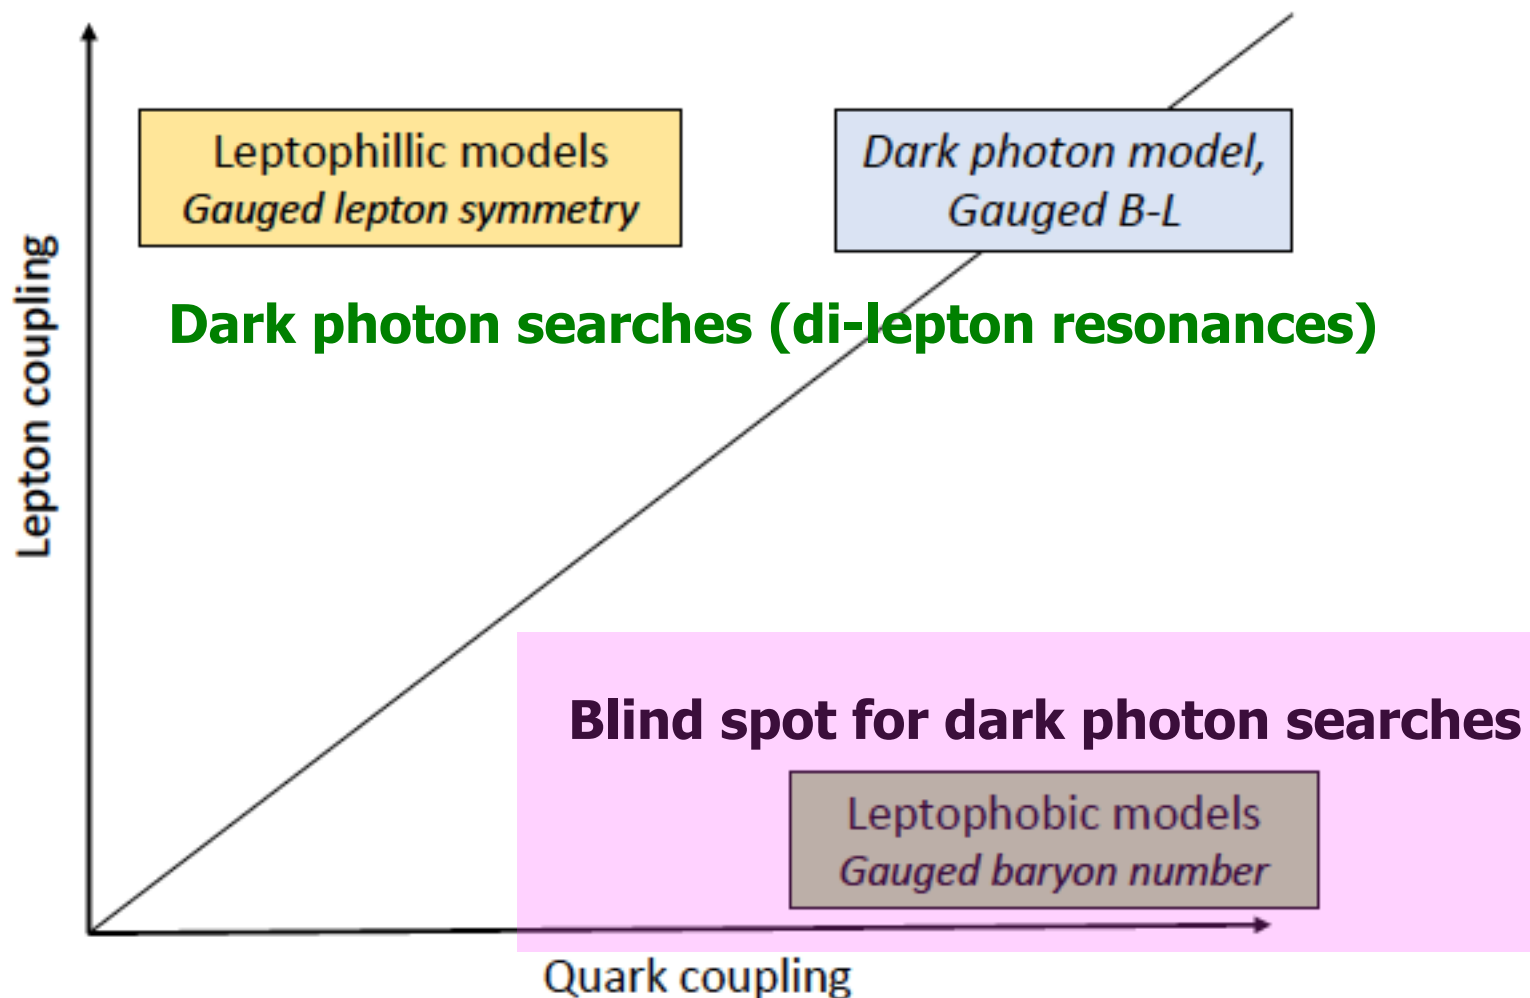 Leptophillic models
Gauged lepton symmetry
Dark photon model,
Gauged B-L
Lepton coupling
Dark photon searches (di-lepton resonances)
Blind spot for dark photon searches
Leptophobic models
Gauged baryon number
Quark coupling